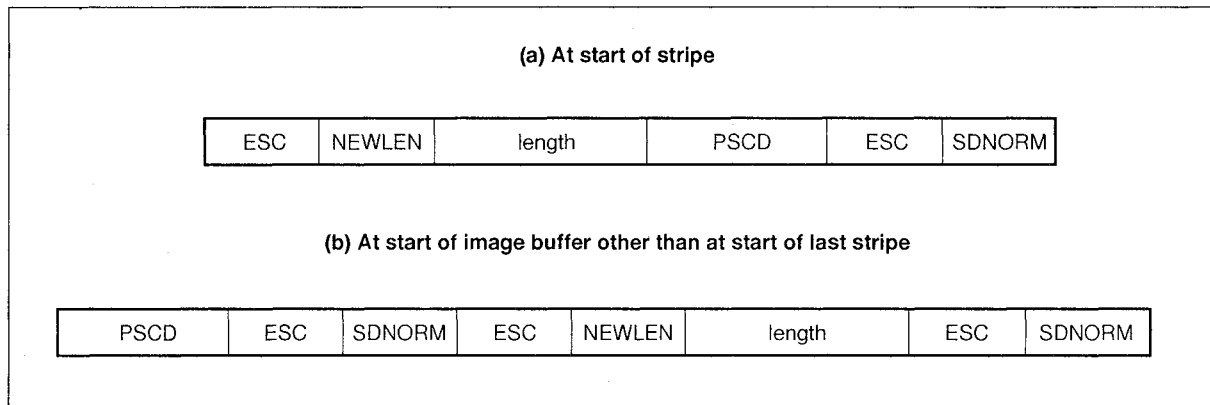 (a) At start of stripe
ESC NEWLEN length PSCD ESC SDNORM
(b) At start of image buffer other than at start of last stripe
PSCD ESC SDNORM ESC NEWLEN length ESC SDNORM